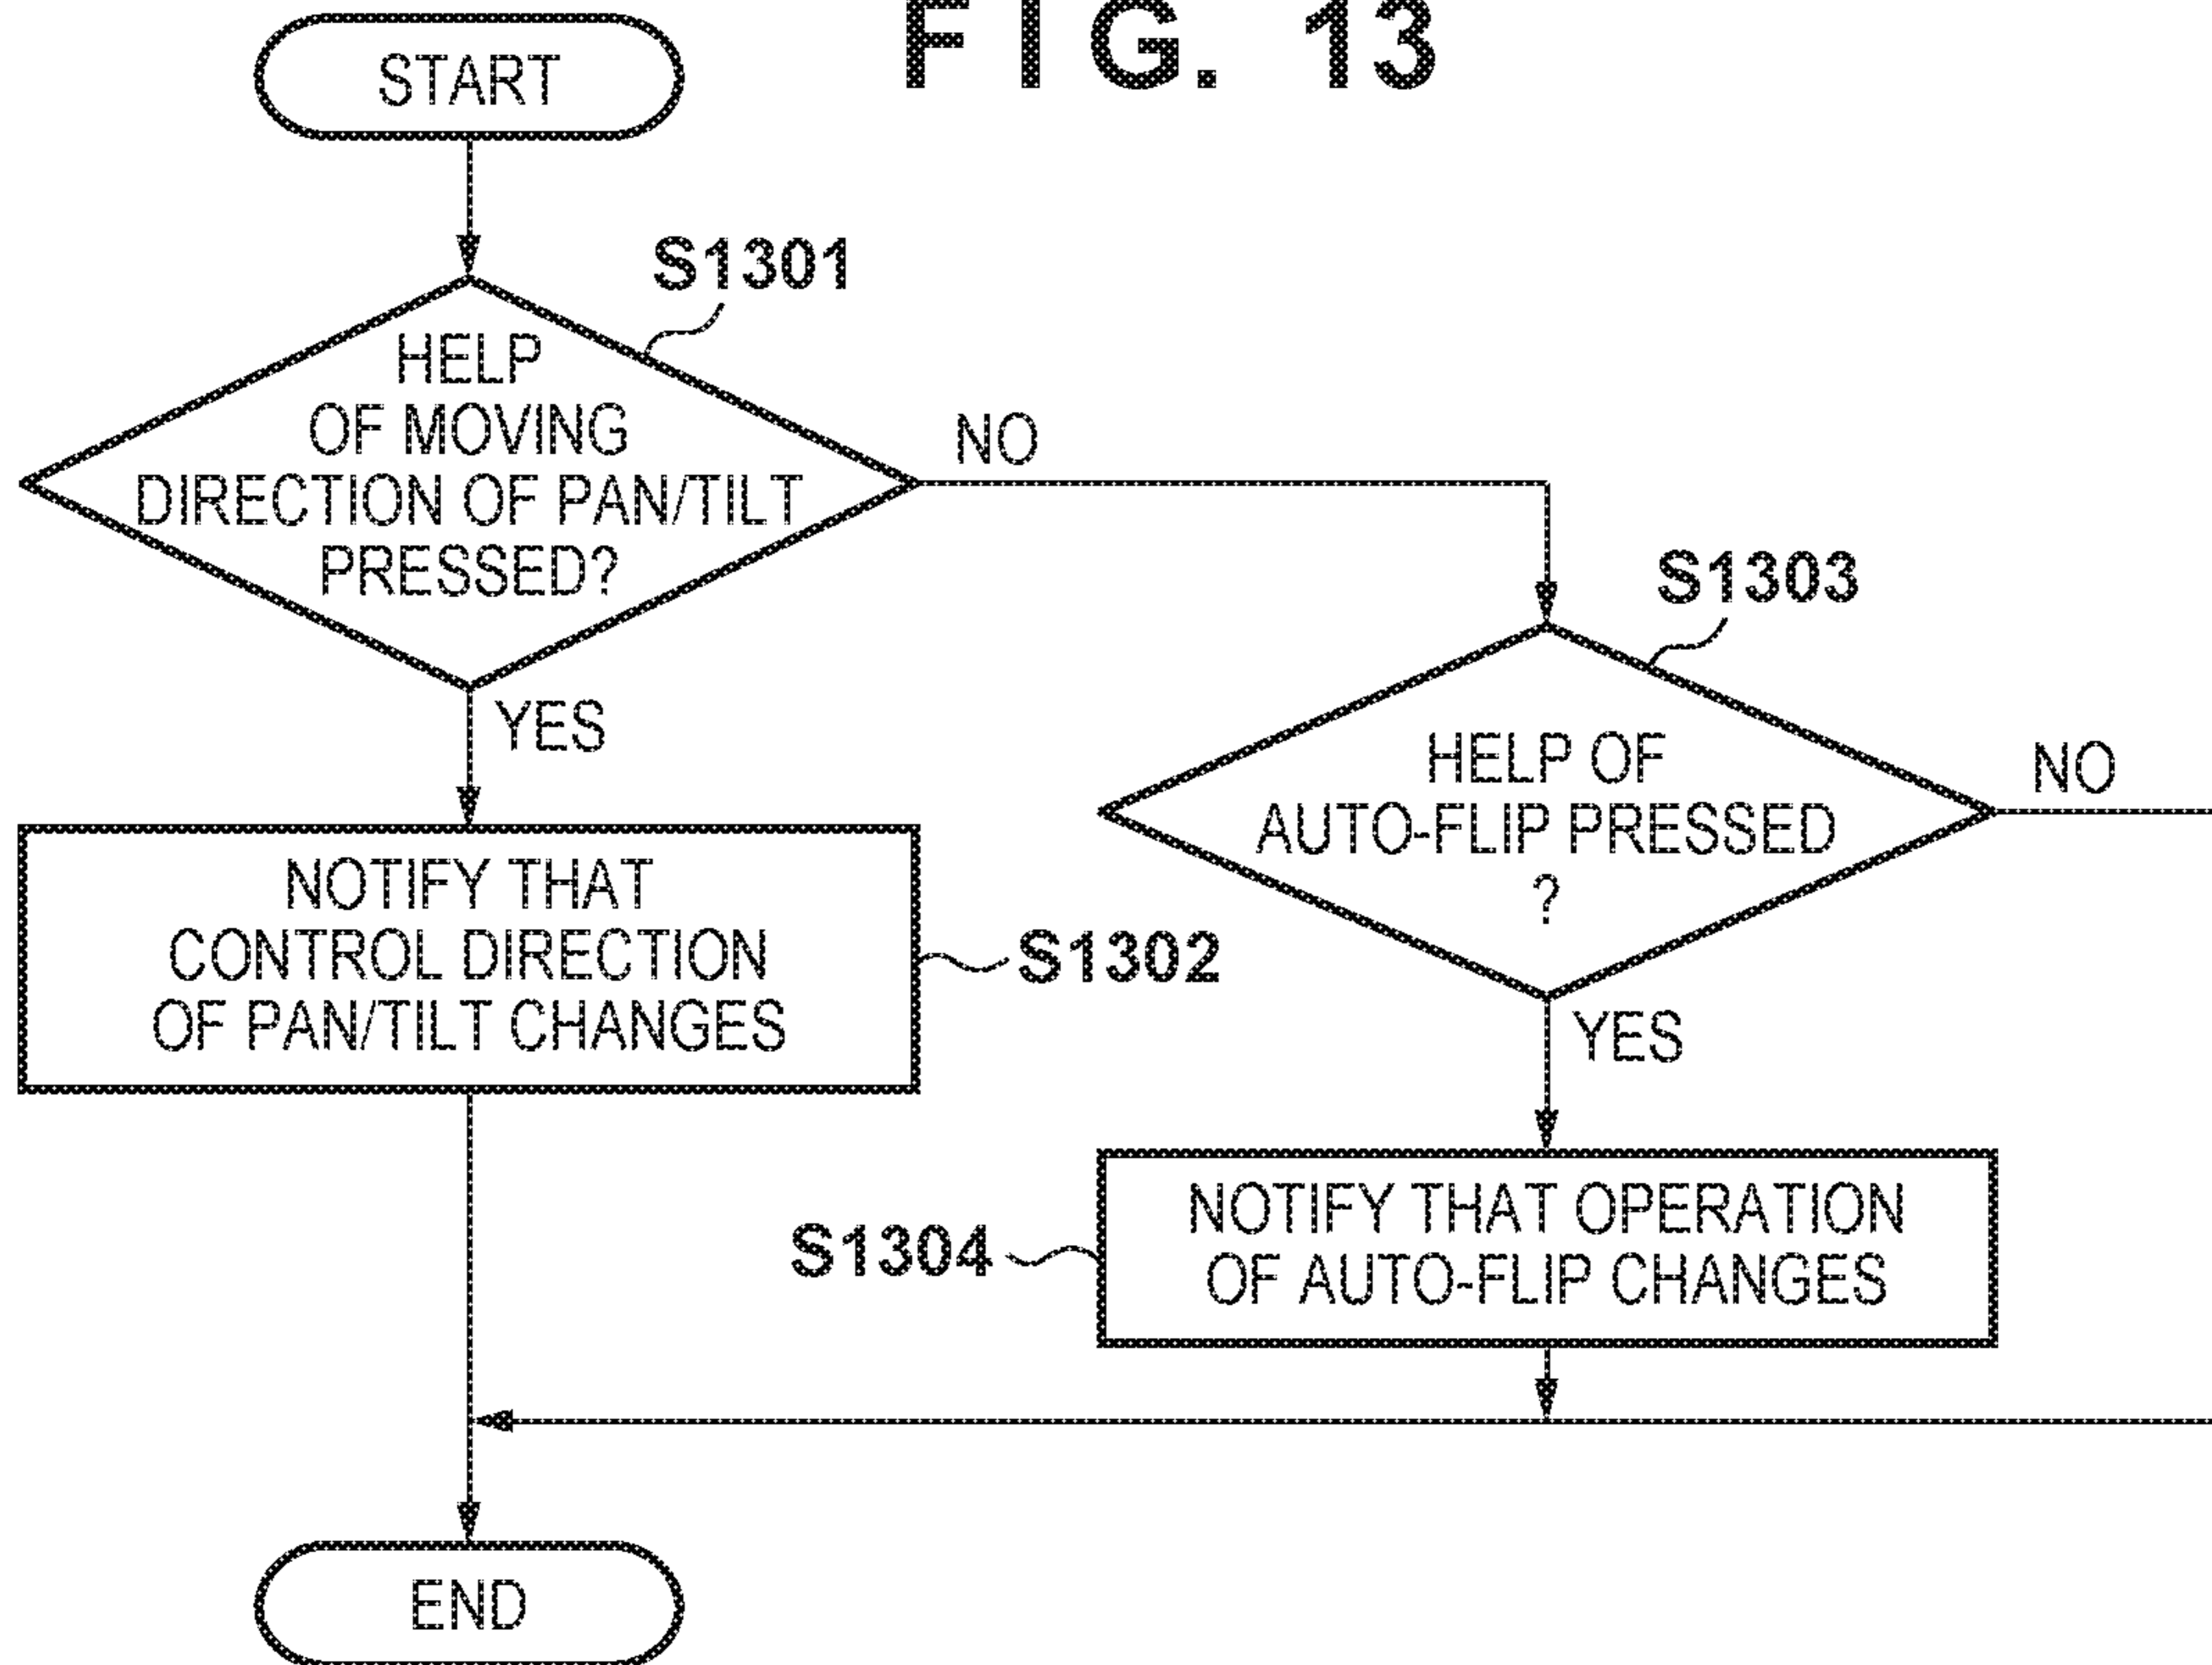 FIG. 13
START
S1301
HELP
OF MOVING
DIRECTION OF PAN/TILT
PRESSED?
NO
YES
S1303
HELP OF
AUTO-FLIP PRESSED
?
NO
YES
NOTIFY THAT
CONTROL DIRECTION
OF PAN/TILT CHANGES
S1302
NOTIFY THAT OPERATION
OF AUTO-FLIP CHANGES
S1304
END